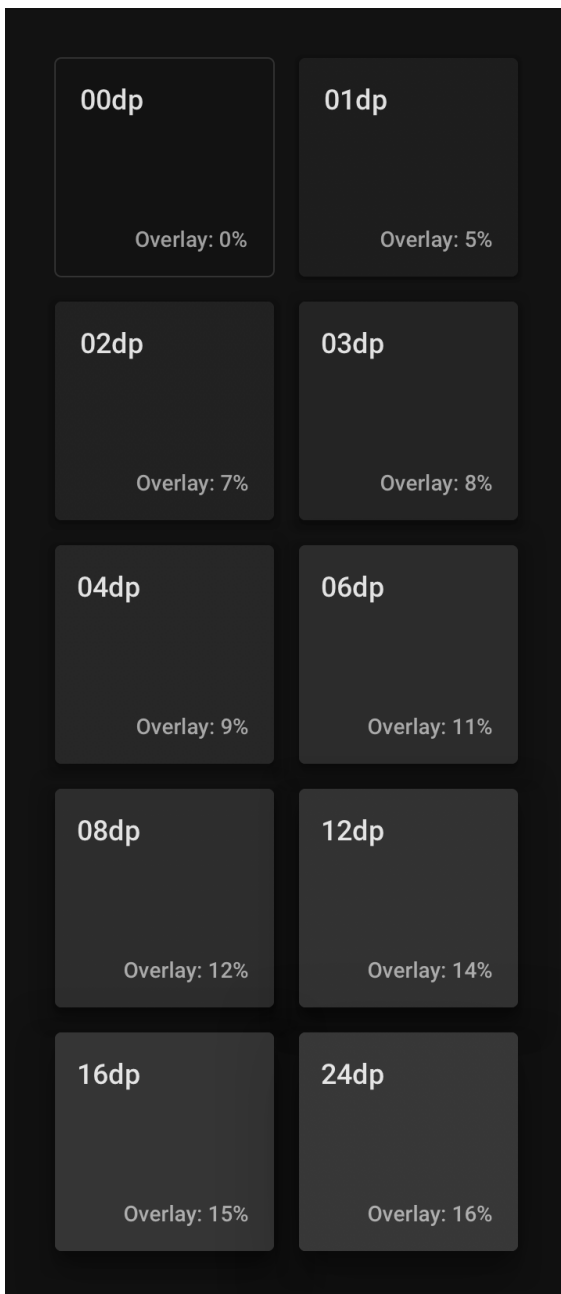 00dp
Overlay: 0%
01dp
Overlay: 5%
02dp
Overlay: 7%
03dp
Overlay: 8%
04dp
Overlay: 9%
06dp
Overlay: 11%
08dp
Overlay: 12%
12dp
Overlay: 14%
16dp
Overlay: 15%
24dp
Overlay: 16%